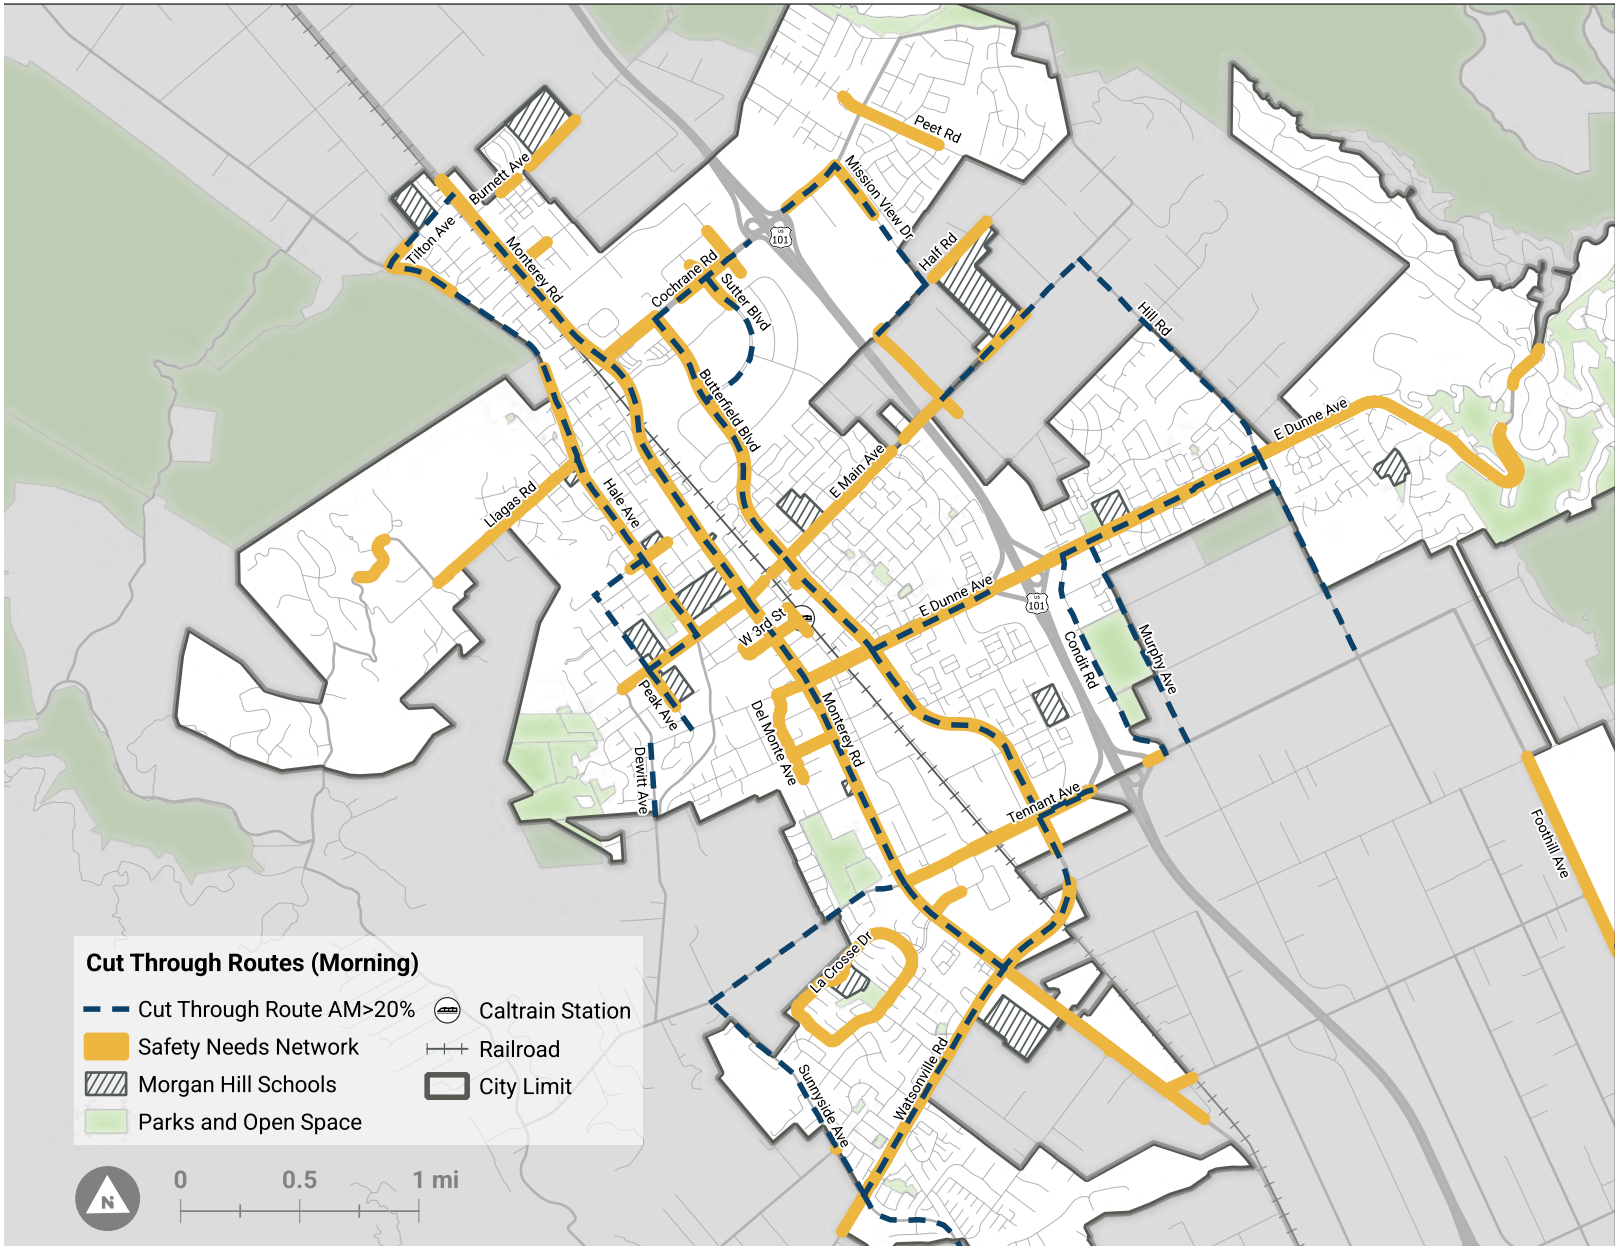 Peet Rd
Burnett Ave
Mission View Dr
Tilton Ave
US
101
Half Rd
Monterey Rd
Cochrane Rd
Sutter Blvd
Hill Rd
Butterfield Blvd
E Dunne Ave
E Main Ave
Llagas Rd
Hale Ave
E Dunne Ave
US
101
W 3rd St
Murphy Ave
Condit Rd
Peak Ave
Del Monte Ave
Monterey Rd
Dewitt Ave
Tennant Ave
Foothill Ave
La Crosse Dr
Watsonville Rd
Sunnyside Ave
Cut Through Routes (Morning)
Cut Through Route AM>20%
Caltrain Station
Safety Needs Network
Railroad
Morgan Hill Schools
City Limit
Parks and Open Space
N
0 0.5 1 mi